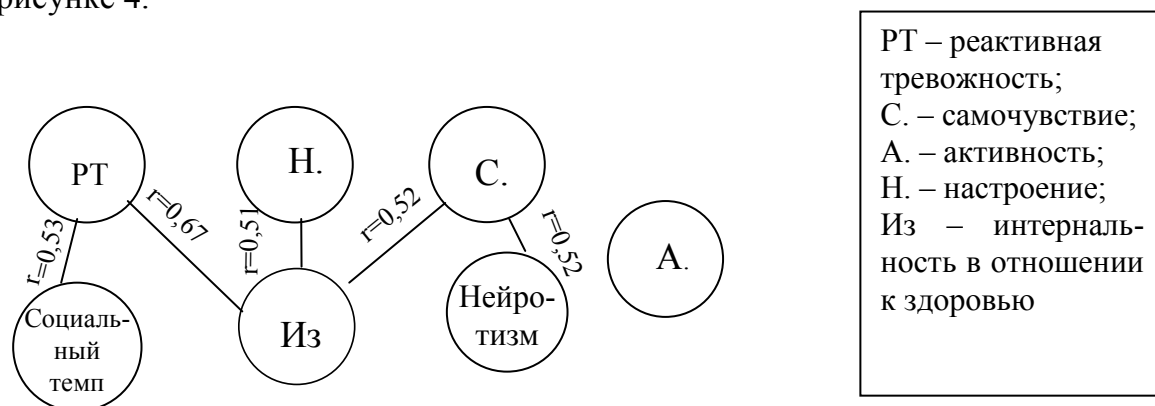 рисунке 4.
РТ
Н.
С.
А.
r=0,53
r=0,67
r=0,51
r=0,52
r=0,52
Социаль-
ный
темп
Из
Нейро-
тизм
РТ – реактивная
тревожность;
С. – самочувствие;
А. – активность;
Н. – настроение;
Из – интерналь-
ность в отношении
к здоровью